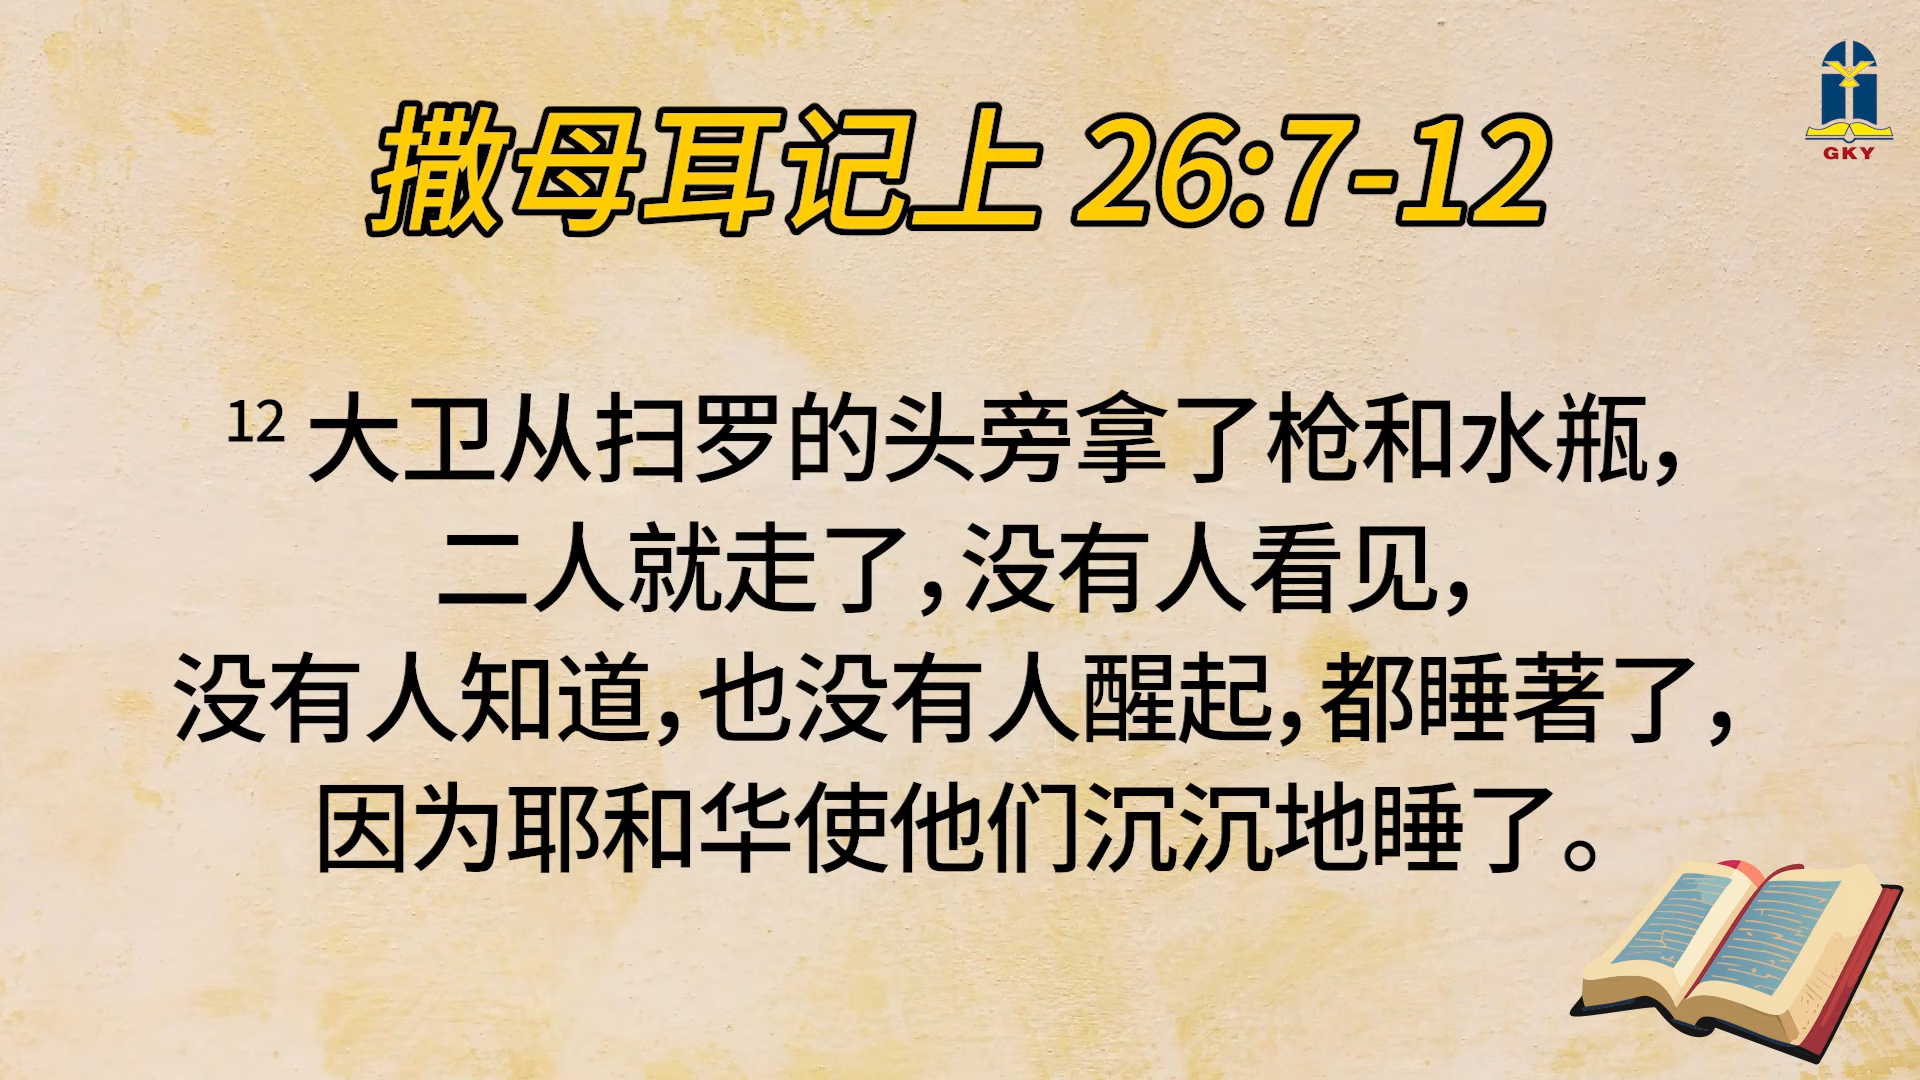 撒母耳记上 26:7-12
GKY
12 大卫从扫罗的头旁拿了枪和水瓶，
二人就走了，没有人看见，
没有人知道，也没有人醒起，都睡著了，
因为耶和华使他们沉沉地睡了。